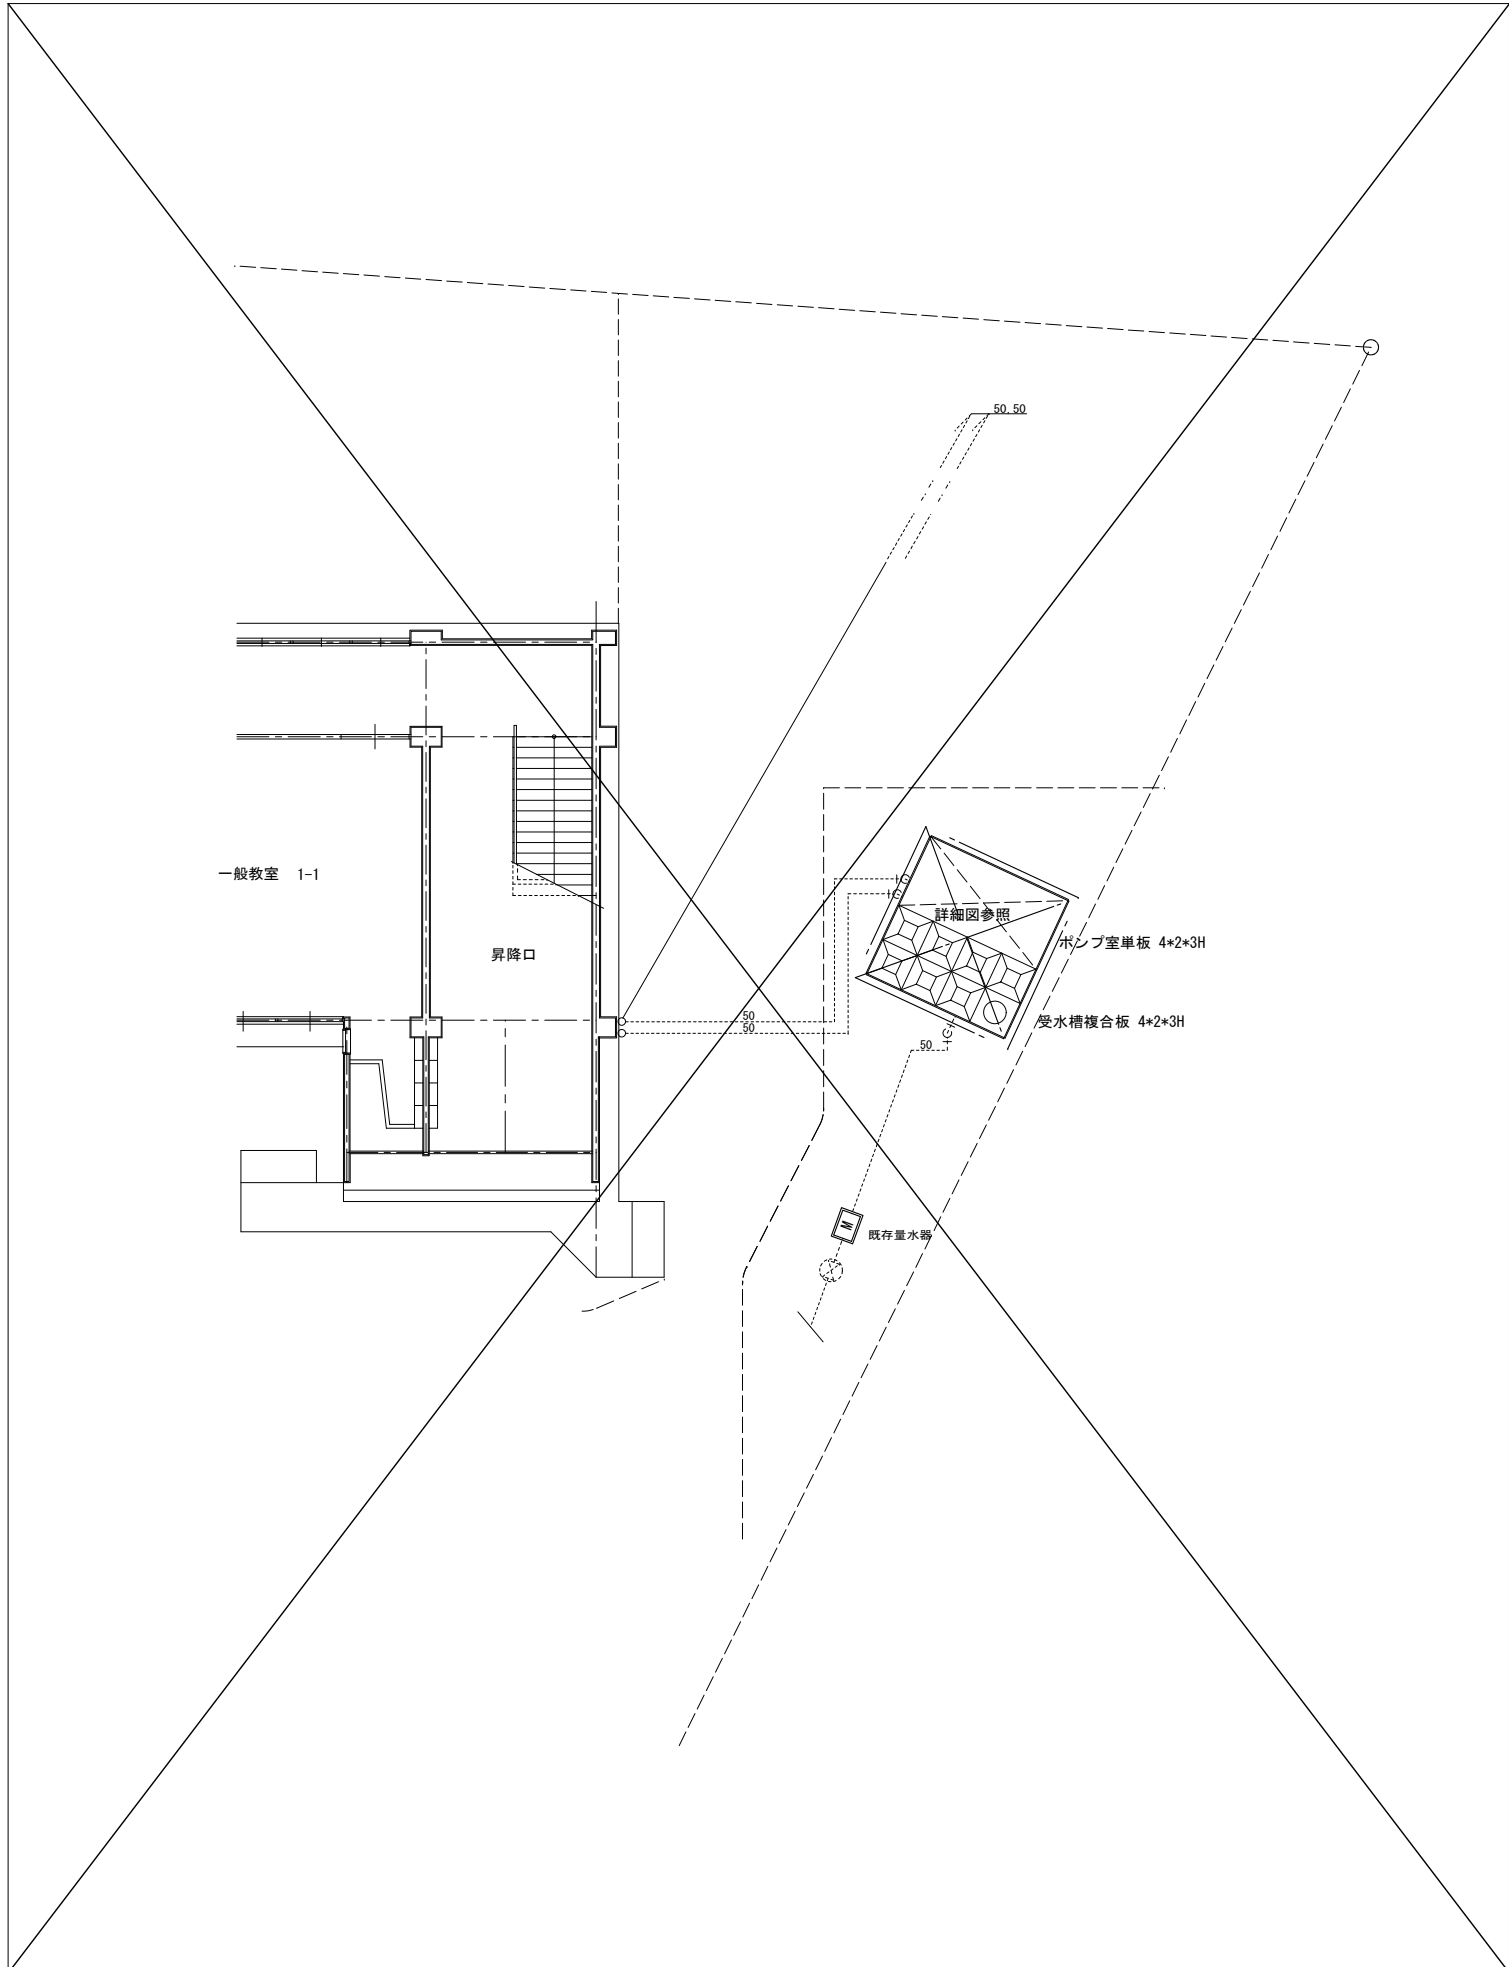 50,50
一般教室 1-1
詳細図参照
ポンプ室単板 4*2*3H
昇降口
50
50
受水槽複合板 4*2*3H
50
M
既存量水器